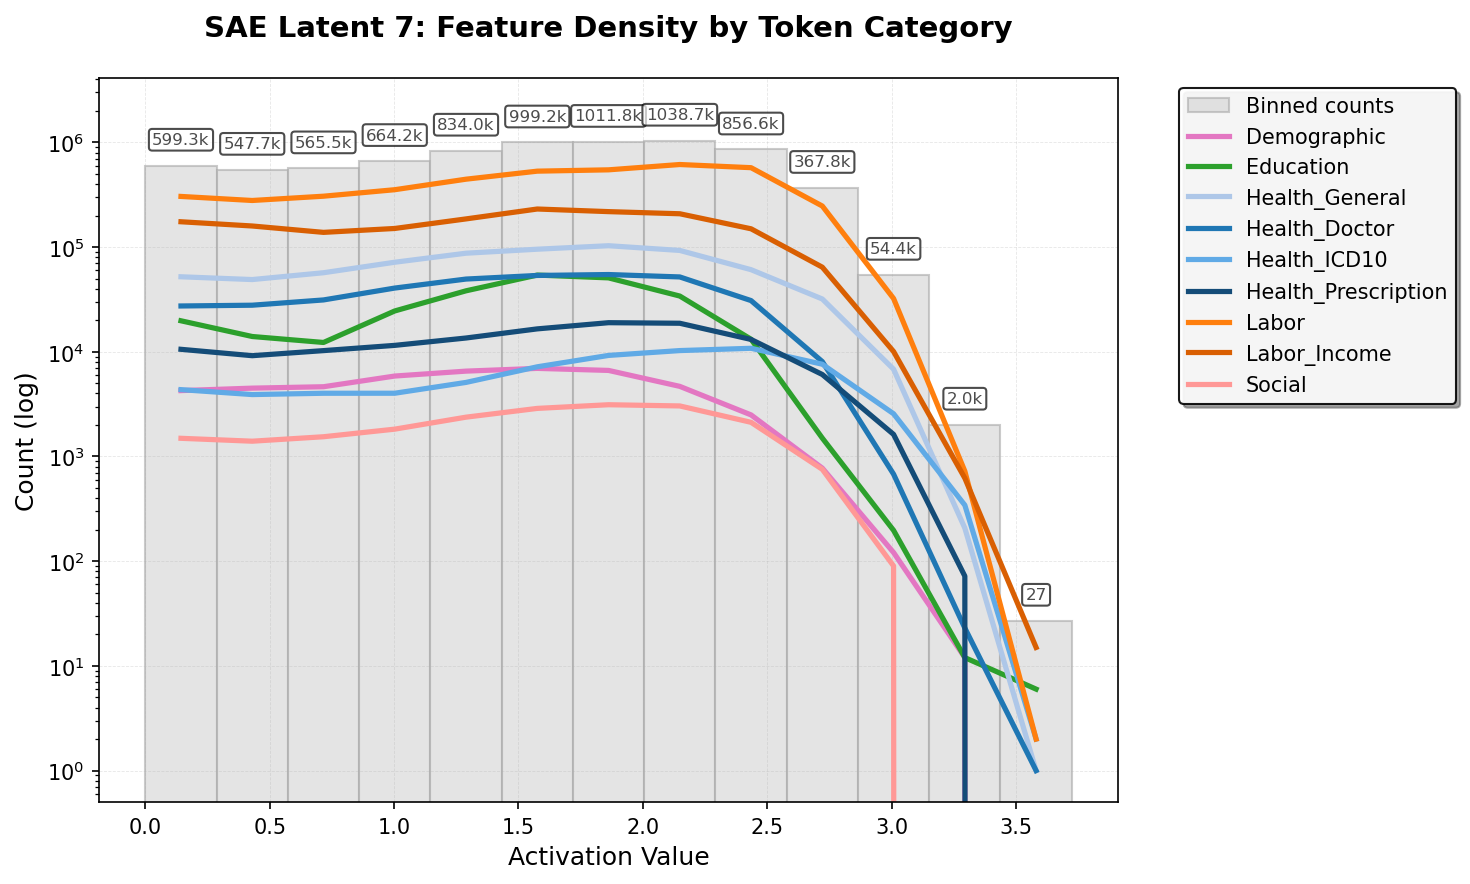 SAE Latent 7: Feature Density by Token Category
599.3k
547.7k
565.5k
664.2k
834.0k
999.2k
1011.8k
1038.7k
856.6k
367.8k
54.4k
2.0k
27
Count (log)
10⁶
10⁵
10⁴
10³
10²
10¹
10⁰
0.0 0.5 1.0 1.5 2.0 2.5 3.0 3.5
Activation Value
Binned counts
Demographic
Education
Health_General
Health_Doctor
Health_ICD10
Health_Prescription
Labor
Labor_Income
Social